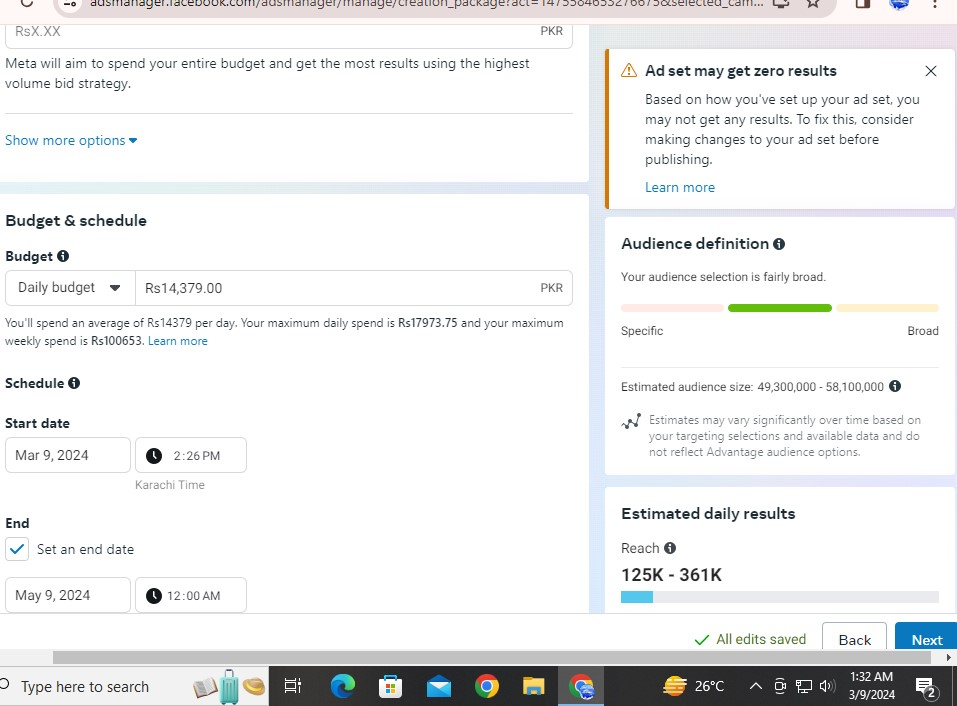 adsmanager.facebook.com/adsmanager/manage/creation_package?act=1475584653276675&selected_cam...
RsX.XX PKR
Meta will aim to spend your entire budget and get the most results using the highest
volume bid strategy.
Show more options
Budget & schedule
Budget
Daily budget Rs14,379.00 PKR
You'll spend an average of Rs14379 per day. Your maximum daily spend is Rs17973.75 and your maximum
weekly spend is Rs100653. Learn more
Schedule
Start date
Mar 9, 2024 2:26 PM
Karachi Time
End
Set an end date
May 9, 2024 12:00 AM
Ad set may get zero results
Based on how you've set up your ad set, you
may not get any results. To fix this, consider
making changes to your ad set before
publishing.
Learn more
Audience definition
Your audience selection is fairly broad.
Specific Broad
Estimated audience size: 49,300,000 - 58,100,000
Estimates may vary significantly over time based on
your targeting selections and available data and do
not reflect Advantage audience options.
Estimated daily results
Reach
125K - 361K
All edits saved Back Next
Type here to search
26°C
1:32 AM
3/9/2024
2